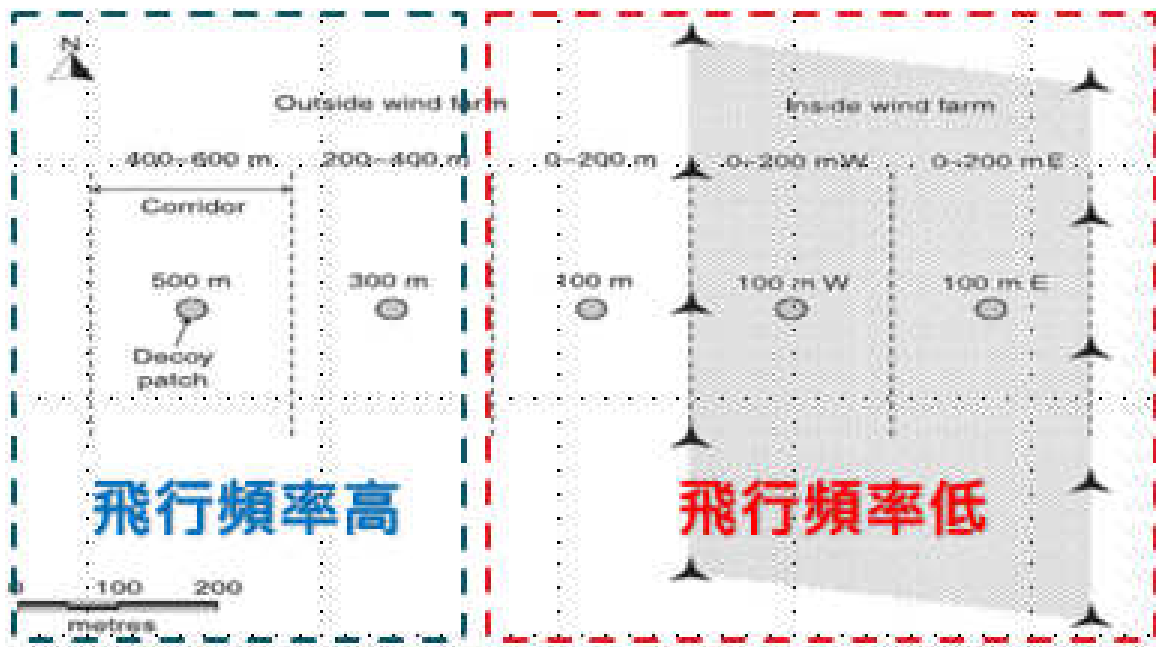 N
Outside wind farm
Inside wind farm
400–600 m
200–400 m
0–200 m
0–200 m W
0–200 m E
Corridor
500 m
300 m
100 m
100 m W
100 m E
Decoy
patch
飛行頻率高
飛行頻率低
0 100 200
metres